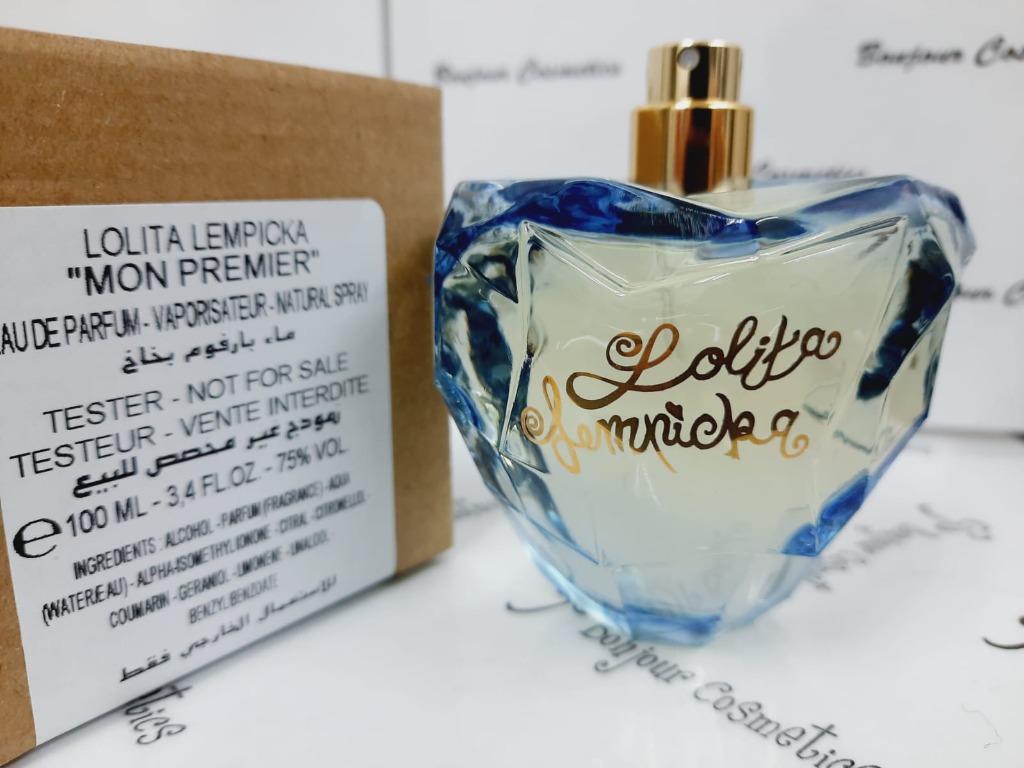 LOLITA LEMPICKA
"MON PREMIER"
EAU DE PARFUM - VAPORISATEUR - NATURAL SPRAY
ماء بارفوم بخاخ
TESTER - NOT FOR SALE
TESTEUR - VENTE INTERDITE
نموذج غير مخصص للبيع
e 100 ML - 3,4 FL.OZ. - 75% VOL.
INGREDIENTS : ALCOHOL - PARFUM (FRAGRANCE) - AQUA
(WATER/EAU) - ALPHA-ISOMETHYL IONONE - CITRAL - CITRONELLOL -
COUMARIN - GERANIOL - LIMONENE - LINALOOL
BENZYL BENZOATE
للاستعمال الخارجي فقط
Lolita
Lempicka
Bonjour Cosmetics
Bonjour Cos
Cosmetics
Bonjour Cosmetics